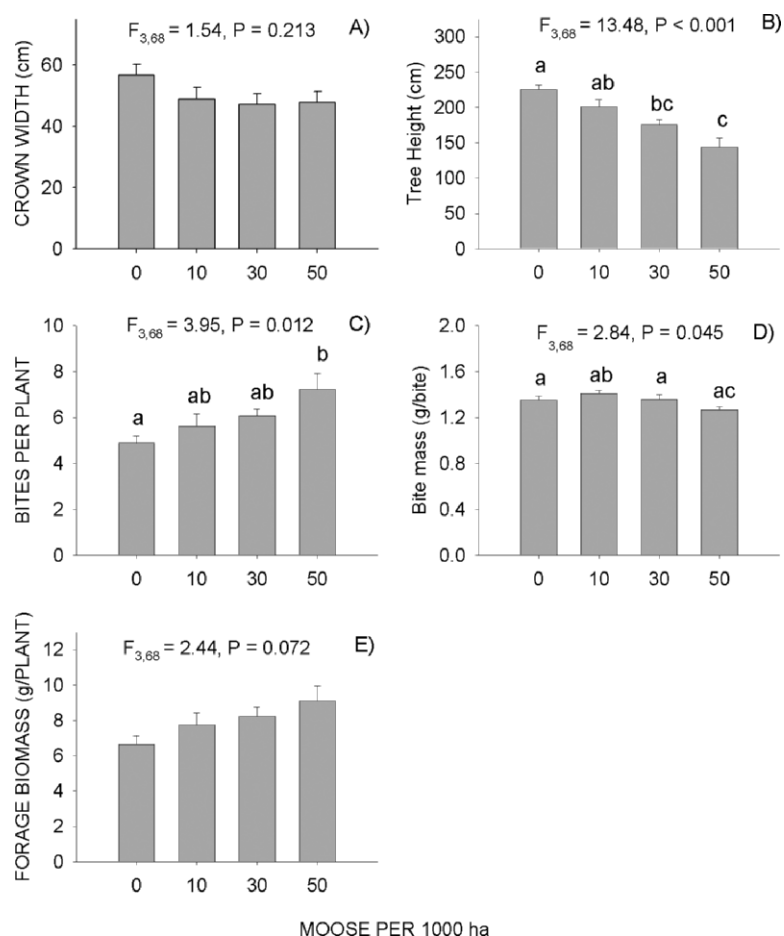 F3,68 = 1.54, P = 0.213
A)
CROWN WIDTH (cm)
60
40
20
0
0 10 30 50
F3,68 = 13.48, P < 0.001
B)
Tree Height (cm)
300
250
200
150
100
50
0
a ab bc c
0 10 30 50
F3,68 = 3.95, P = 0.012
C)
BITES PER PLANT
10
8
6
4
2
0
a ab ab b
0 10 30 50
F3,68 = 2.84, P = 0.045
D)
Bite mass (g/bite)
2.0
1.6
1.2
0.8
0.4
0.0
a ab a ac
0 10 30 50
F3,68 = 2.44, P = 0.072
E)
FORAGE BIOMASS (g/PLANT)
12
10
8
6
4
2
0
0 10 30 50
MOOSE PER 1000 ha